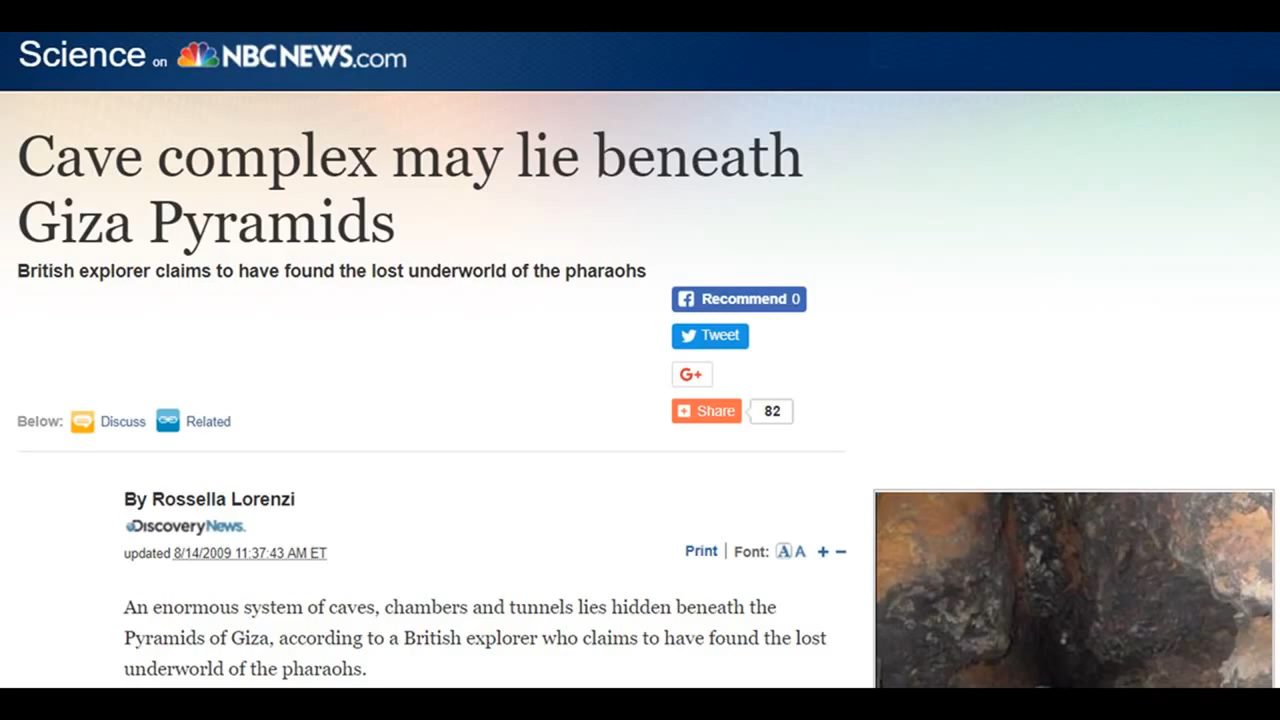 Science on NBCNEWS.com
Cave complex may lie beneath
Giza Pyramids
British explorer claims to have found the lost underworld of the pharaohs
Recommend 0
Tweet
G+
Share 82
Below: Discuss Related
By Rossella Lorenzi
Discovery News.
updated 8/14/2009 11:37:43 AM ET
Print | Font: A A + −
An enormous system of caves, chambers and tunnels lies hidden beneath the
Pyramids of Giza, according to a British explorer who claims to have found the lost
underworld of the pharaohs.